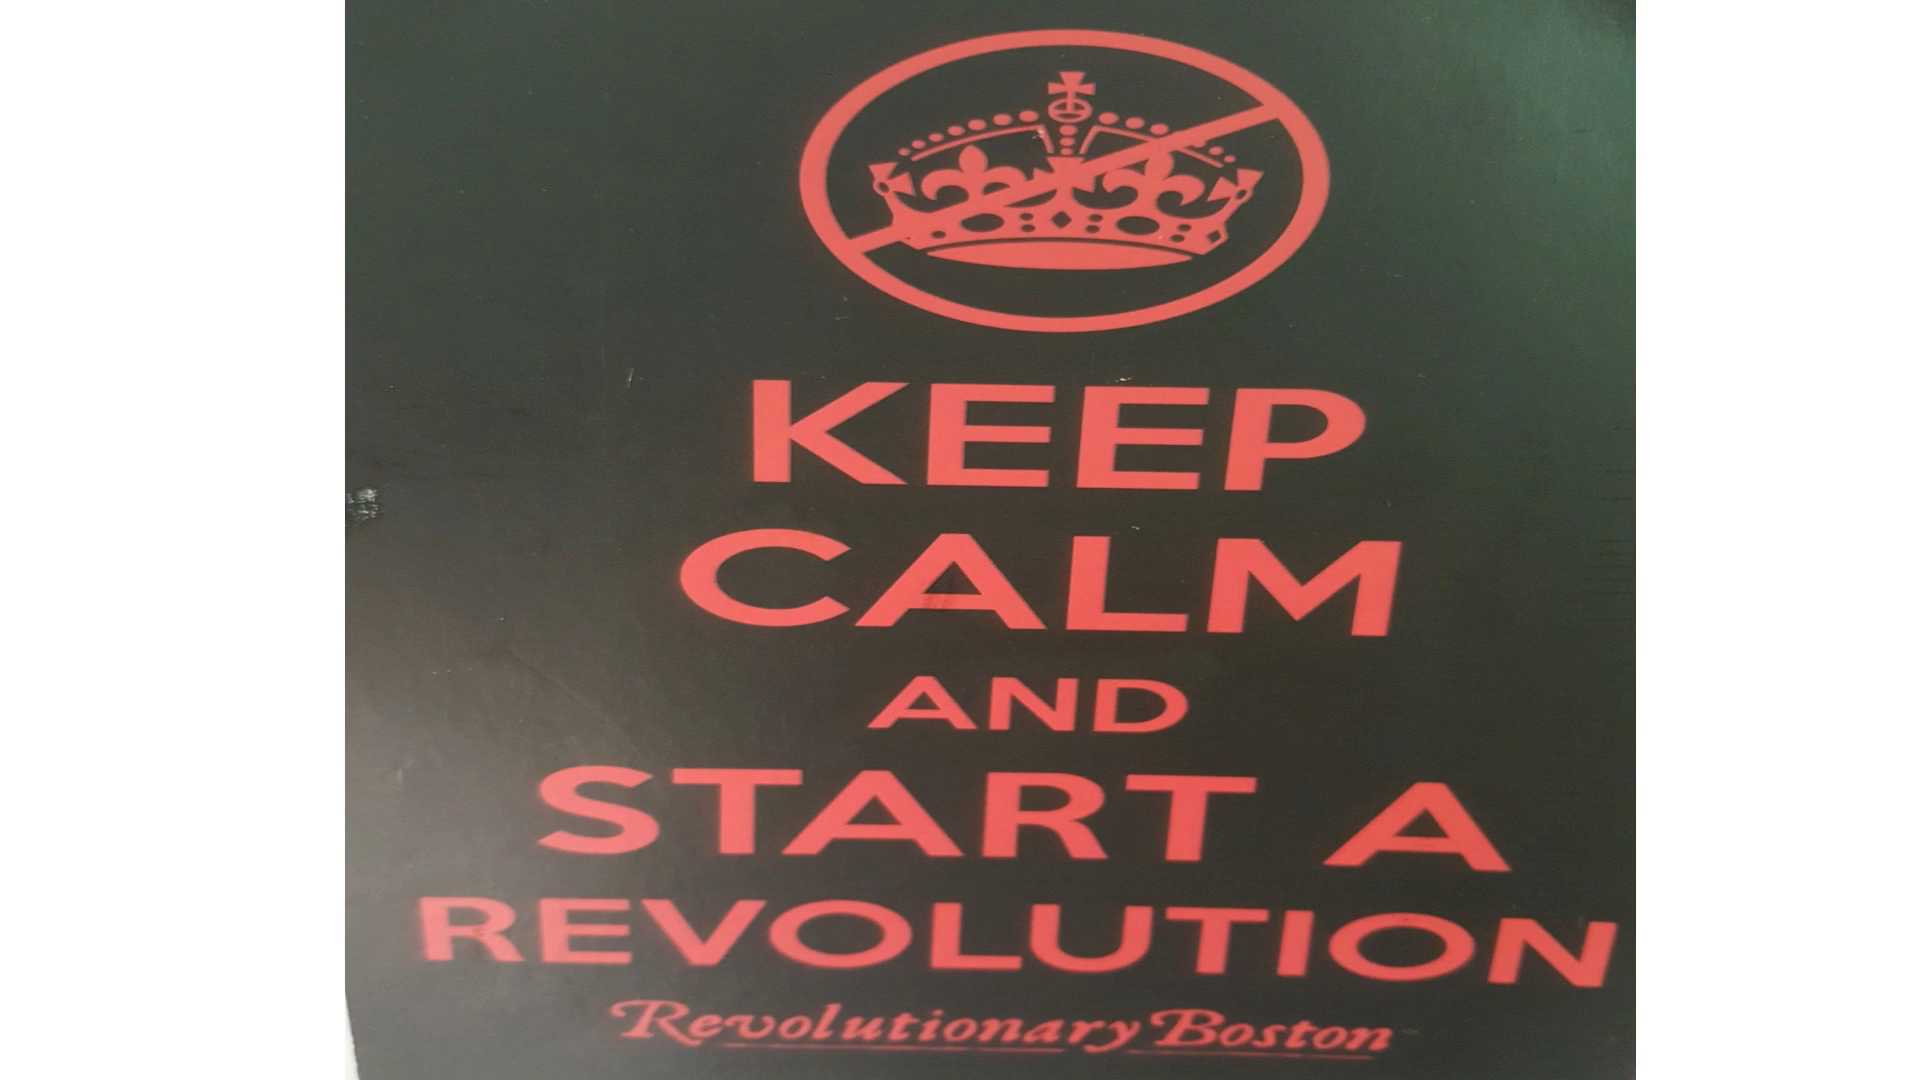 KEEP
CALM
AND
START A
REVOLUTION
Revolutionary Boston